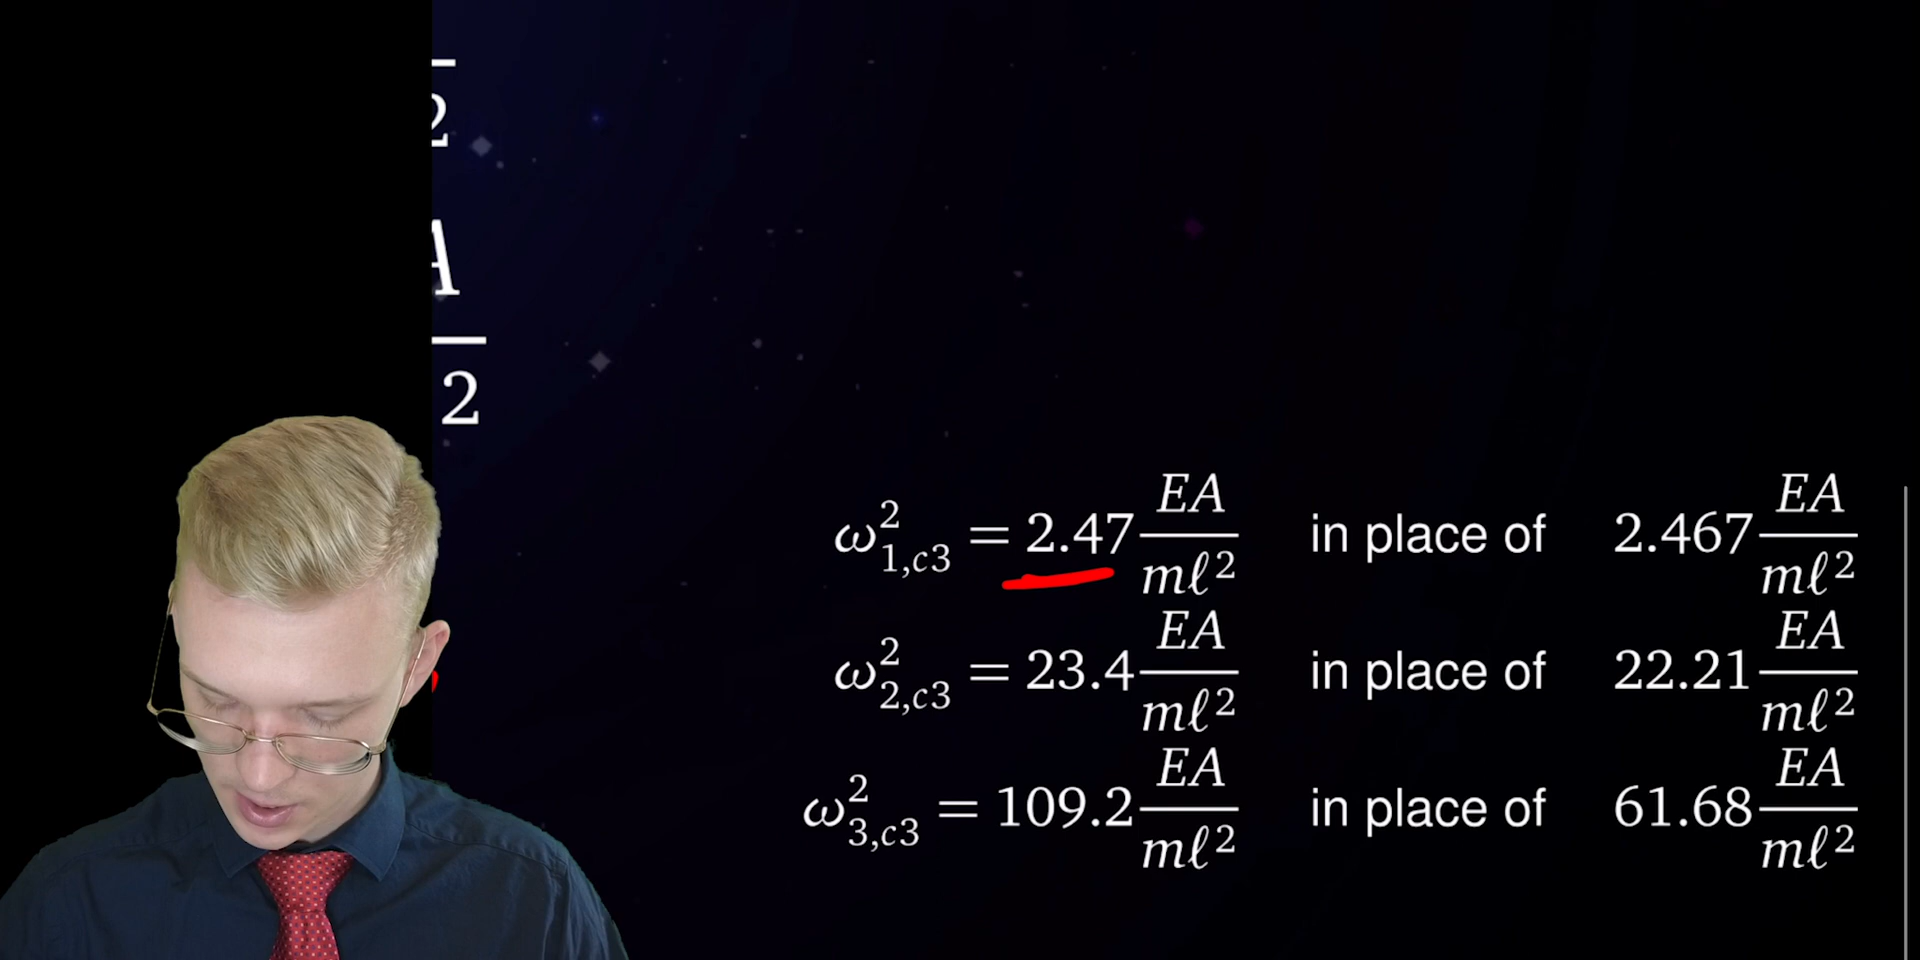 2
A
2
ω²₁,c3 = 2.47 EA/mℓ² in place of 2.467 EA/mℓ²
ω²₂,c3 = 23.4 EA/mℓ² in place of 22.21 EA/mℓ²
ω²₃,c3 = 109.2 EA/mℓ² in place of 61.68 EA/mℓ²